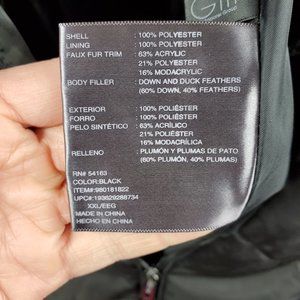 SHELL : 100% POLYESTER
LINING : 100% POLYESTER
FAUX FUR TRIM : 63% ACRYLIC
21% POLYESTER
16% MODACRYLIC
BODY FILLER : DOWN AND DUCK FEATHERS
(60% DOWN, 40% FEATHERS)
EXTERIOR : 100% POLIÉSTER
FORRO : 100% POLIÉSTER
PELO SINTÉTICO : 63% ACRÍLICO
21% POLIÉSTER
16% MODACRÍLICO
RELLENO : PLUMÓN Y PLUMAS DE PATO
(60% PLUMÓN, 40% PLUMAS)
RN# 54163
COLOR:BLACK
ITEM#980181822
UPC#:193629288734
XXL/EEG
MADE IN CHINA
HECHO EN CHINA